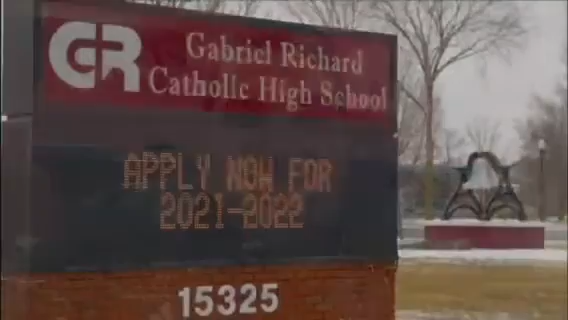 GR
Gabriel Richard
Catholic High School
APPLY NOW FOR
2021-2022
15325